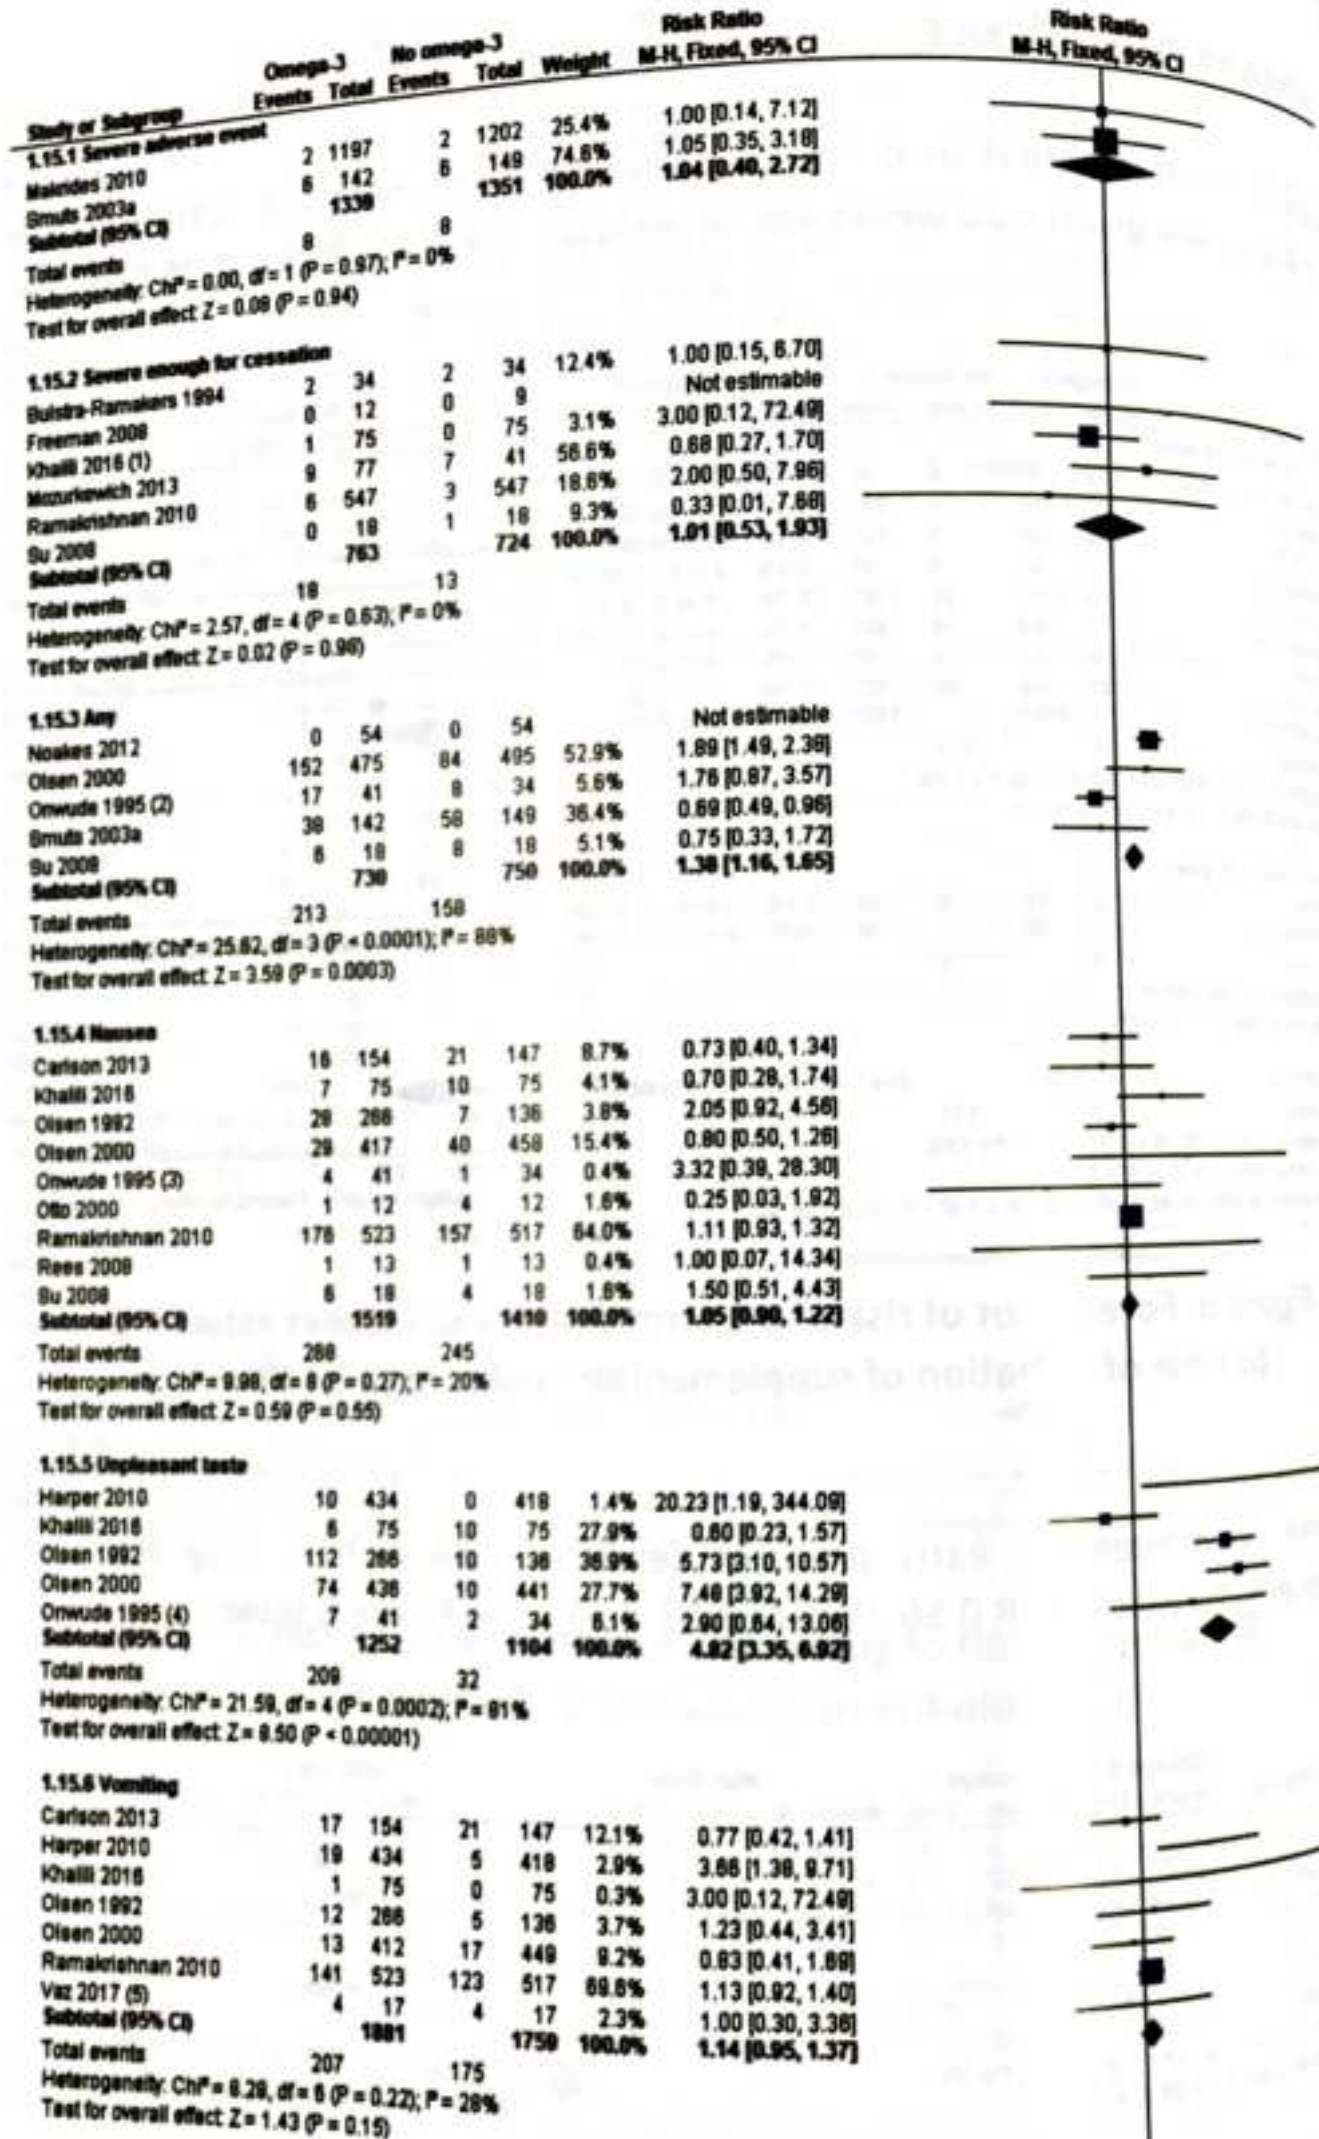 Omega-3 No omega-3 Risk Ratio Risk Ratio
Study or Subgroup Events Total Events Total Weight M-H, Fixed, 95% CI M-H, Fixed, 95% CI
1.15.1 Severe adverse event
Makrides 2010 2 1197 2 1202 25.4% 1.00 [0.14, 7.12]
Smuts 2003a 6 142 6 149 74.6% 1.05 [0.35, 3.18]
Subtotal (95% CI) 1339 1351 100.0% 1.04 [0.40, 2.72]
Total events 8 8
Heterogeneity: Chi² = 0.00, df = 1 (P = 0.97); I² = 0%
Test for overall effect: Z = 0.08 (P = 0.94)
1.15.2 Severe enough for cessation
Bulstra-Ramakers 1994 2 34 2 34 12.4% 1.00 [0.15, 6.70]
Freeman 2008 0 12 0 9 Not estimable
Khalili 2016 (1) 1 75 0 75 3.1% 3.00 [0.12, 72.49]
Mozurkewich 2013 9 77 7 41 56.6% 0.68 [0.27, 1.70]
Ramakrishnan 2010 6 547 3 547 18.6% 2.00 [0.50, 7.96]
Su 2008 0 18 1 18 9.3% 0.33 [0.01, 7.68]
Subtotal (95% CI) 763 724 100.0% 1.01 [0.53, 1.93]
Total events 18 13
Heterogeneity: Chi² = 2.57, df = 4 (P = 0.63); I² = 0%
Test for overall effect: Z = 0.02 (P = 0.98)
1.15.3 Any
Noakes 2012 0 54 0 54 Not estimable
Olsen 2000 152 475 84 495 52.9% 1.89 [1.49, 2.38]
Onwude 1995 (2) 17 41 8 34 5.6% 1.76 [0.87, 3.57]
Smuts 2003a 38 142 58 149 36.4% 0.69 [0.49, 0.96]
Su 2008 6 18 8 18 5.1% 0.75 [0.33, 1.72]
Subtotal (95% CI) 730 750 100.0% 1.38 [1.16, 1.65]
Total events 213 158
Heterogeneity: Chi² = 25.62, df = 3 (P < 0.0001); I² = 88%
Test for overall effect: Z = 3.59 (P = 0.0003)
1.15.4 Nausea
Carlson 2013 16 154 21 147 8.7% 0.73 [0.40, 1.34]
Khalili 2016 7 75 10 75 4.1% 0.70 [0.28, 1.74]
Olsen 1992 28 266 7 136 3.8% 2.05 [0.92, 4.56]
Olsen 2000 29 417 40 458 15.4% 0.80 [0.50, 1.26]
Onwude 1995 (3) 4 41 1 34 0.4% 3.32 [0.39, 28.30]
Otto 2000 1 12 4 12 1.6% 0.25 [0.03, 1.92]
Ramakrishnan 2010 176 523 157 517 64.0% 1.11 [0.93, 1.32]
Rees 2008 1 13 1 13 0.4% 1.00 [0.07, 14.34]
Su 2008 6 18 4 18 1.6% 1.50 [0.51, 4.43]
Subtotal (95% CI) 1519 1410 100.0% 1.05 [0.90, 1.22]
Total events 268 245
Heterogeneity: Chi² = 9.98, df = 8 (P = 0.27); I² = 20%
Test for overall effect: Z = 0.59 (P = 0.55)
1.15.5 Unpleasant taste
Harper 2010 10 434 0 418 1.4% 20.23 [1.19, 344.09]
Khalili 2016 6 75 10 75 27.9% 0.60 [0.23, 1.57]
Olsen 1992 112 266 10 136 36.9% 5.73 [3.10, 10.57]
Olsen 2000 74 436 10 441 27.7% 7.48 [3.92, 14.29]
Onwude 1995 (4) 7 41 2 34 6.1% 2.90 [0.64, 13.06]
Subtotal (95% CI) 1252 1104 100.0% 4.82 [3.35, 6.92]
Total events 209 32
Heterogeneity: Chi² = 21.59, df = 4 (P = 0.0002); I² = 81%
Test for overall effect: Z = 8.50 (P < 0.00001)
1.15.6 Vomiting
Carlson 2013 17 154 21 147 12.1% 0.77 [0.42, 1.41]
Harper 2010 19 434 5 418 2.9% 3.66 [1.38, 9.71]
Khalili 2016 1 75 0 75 0.3% 3.00 [0.12, 72.49]
Olsen 1992 12 266 5 136 3.7% 1.23 [0.44, 3.41]
Olsen 2000 13 412 17 449 9.2% 0.83 [0.41, 1.69]
Ramakrishnan 2010 141 523 123 517 69.6% 1.13 [0.92, 1.40]
Vaz 2017 (5) 4 17 4 17 2.3% 1.00 [0.30, 3.36]
Subtotal (95% CI) 1881 1759 100.0% 1.14 [0.95, 1.37]
Total events 207 175
Heterogeneity: Chi² = 8.28, df = 6 (P = 0.22); I² = 28%
Test for overall effect: Z = 1.43 (P = 0.15)